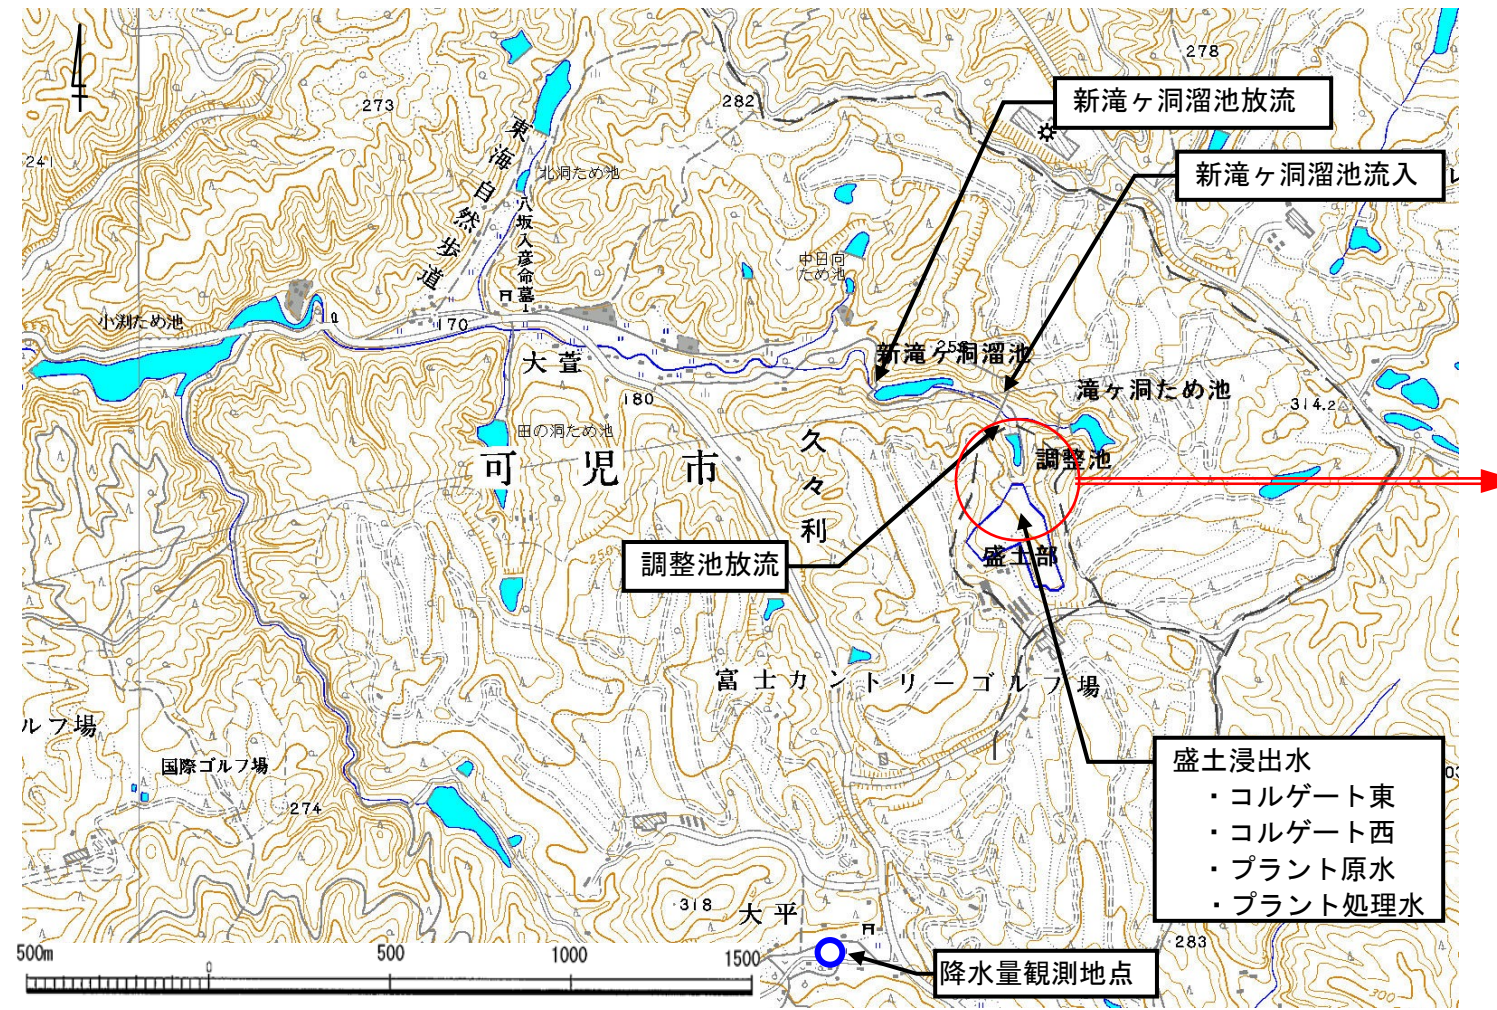 278
新滝ヶ洞溜池放流
273
282
東海自然歩道
241
北洞ため池
新滝ヶ洞溜池流入
八坂入彦命墓
中日向
ため池
小渕ため池
170
大萱
新滝ヶ洞溜池
滝ヶ洞ため池
180
314.2
田の洞ため池
久々利
可児市
調整池
250
盛土部
調整池放流
富士カントリーゴルフ場
ルフ場
国際ゴルフ場
274
盛土浸出水
・コルゲート東
・コルゲート西
・プラント原水
・プラント処理水
318
大平
283
500m
0
500
1000
1500
降水量観測地点
300